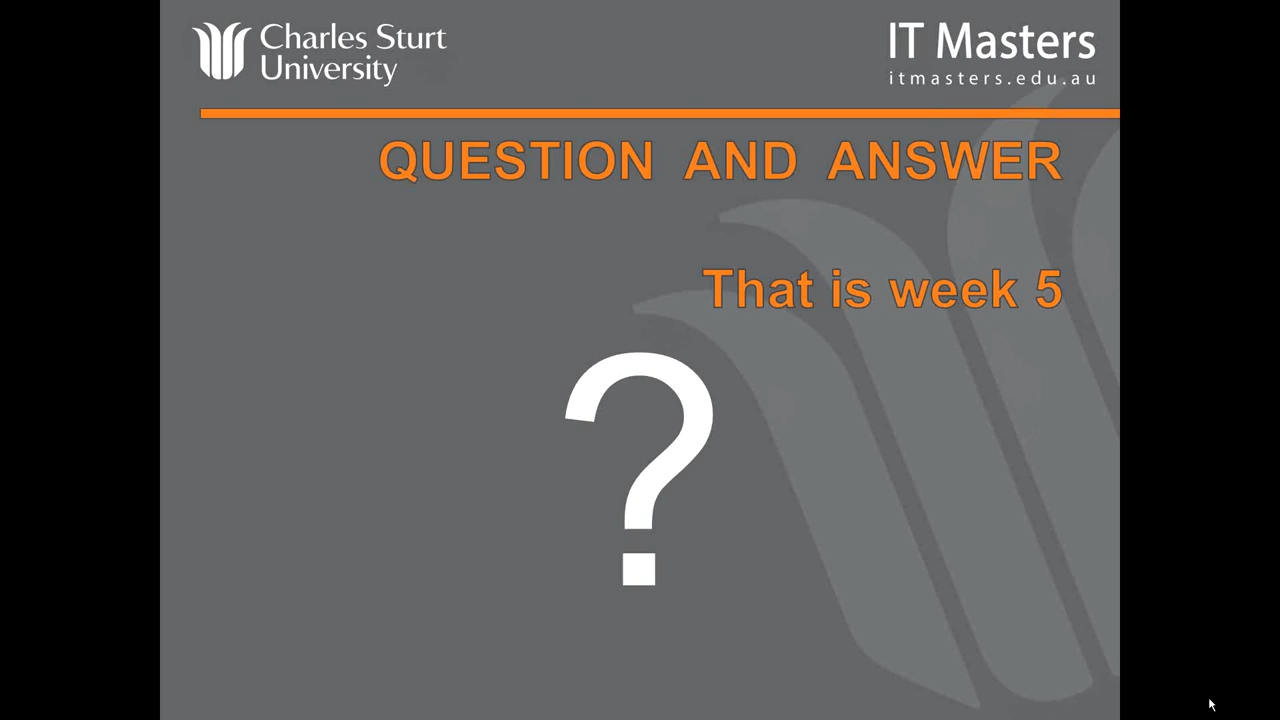 Charles Sturt
University
IT Masters
itmasters.edu.au
QUESTION AND ANSWER
That is week 5
?